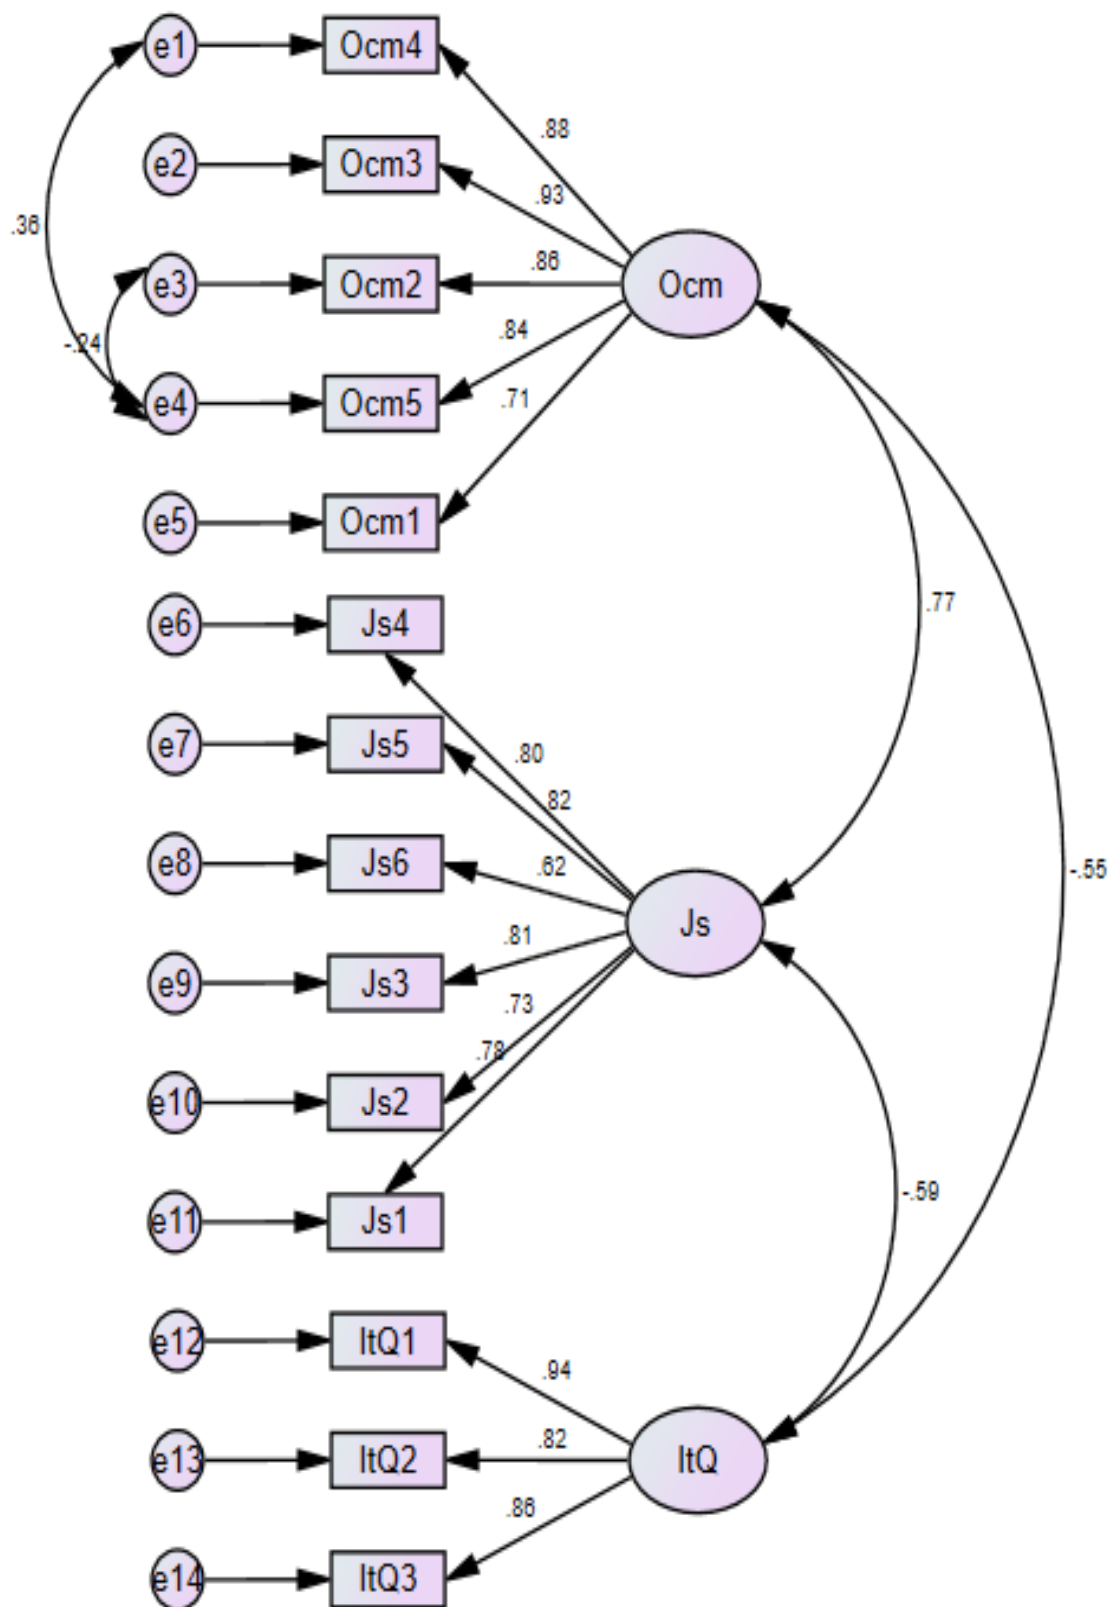 e1
Ocm4
.88
e2
Ocm3
.93
.36
e3
Ocm2
.86
Ocm
-.24
.84
e4
Ocm5
.71
e5
Ocm1
.77
e6
Js4
e7
Js5
.80
.82
e8
Js6
.62
-.55
Js
.81
e9
Js3
.73
.78
e10
Js2
-.59
e11
Js1
e12
ItQ1
.94
.82
e13
ItQ2
ItQ
.86
e14
ItQ3